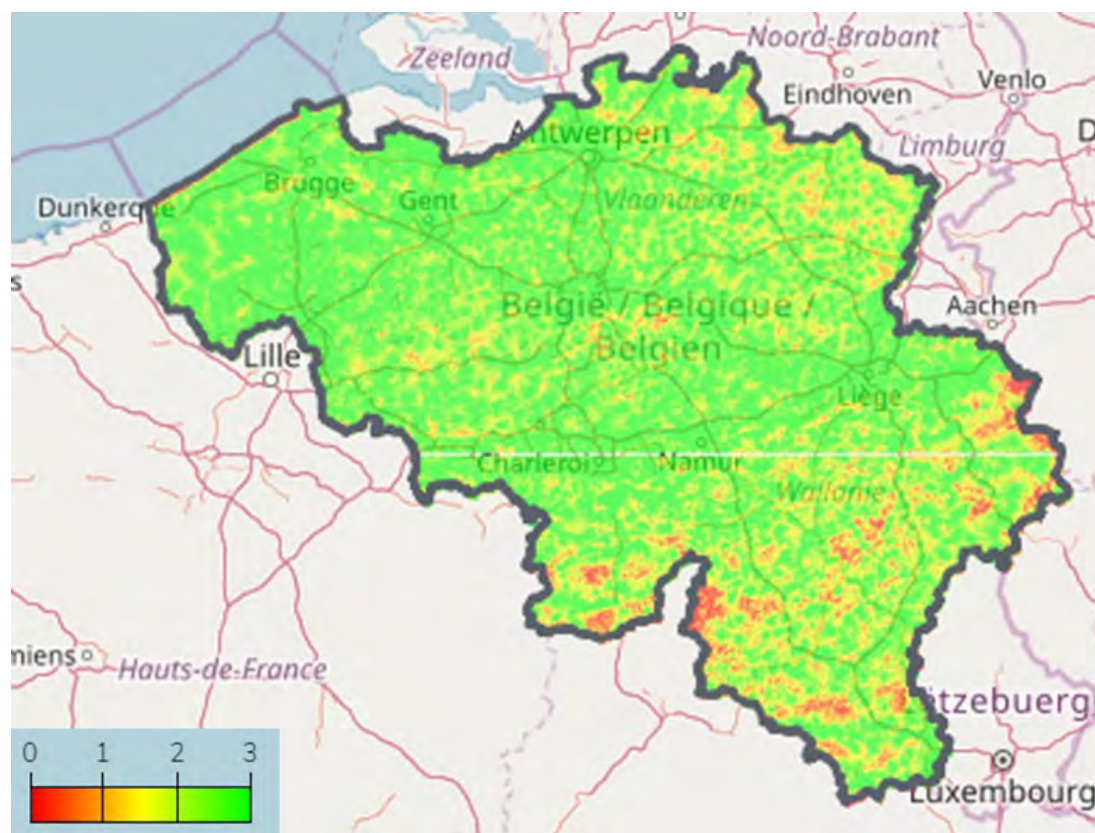 Zeeland
Noord-Brabant
Eindhoven
Venlo
Antwerpen
D
Limburg
Brugge
Gent
Vlaanderen
Dunkerque
s
België / Belgique /
Belgien
Aachen
Lille
Liège
Charleroi
Namur
Wallonie
miens
Hauts-de-France
Lëtzebuerg
Luxembourg
0 1 2 3